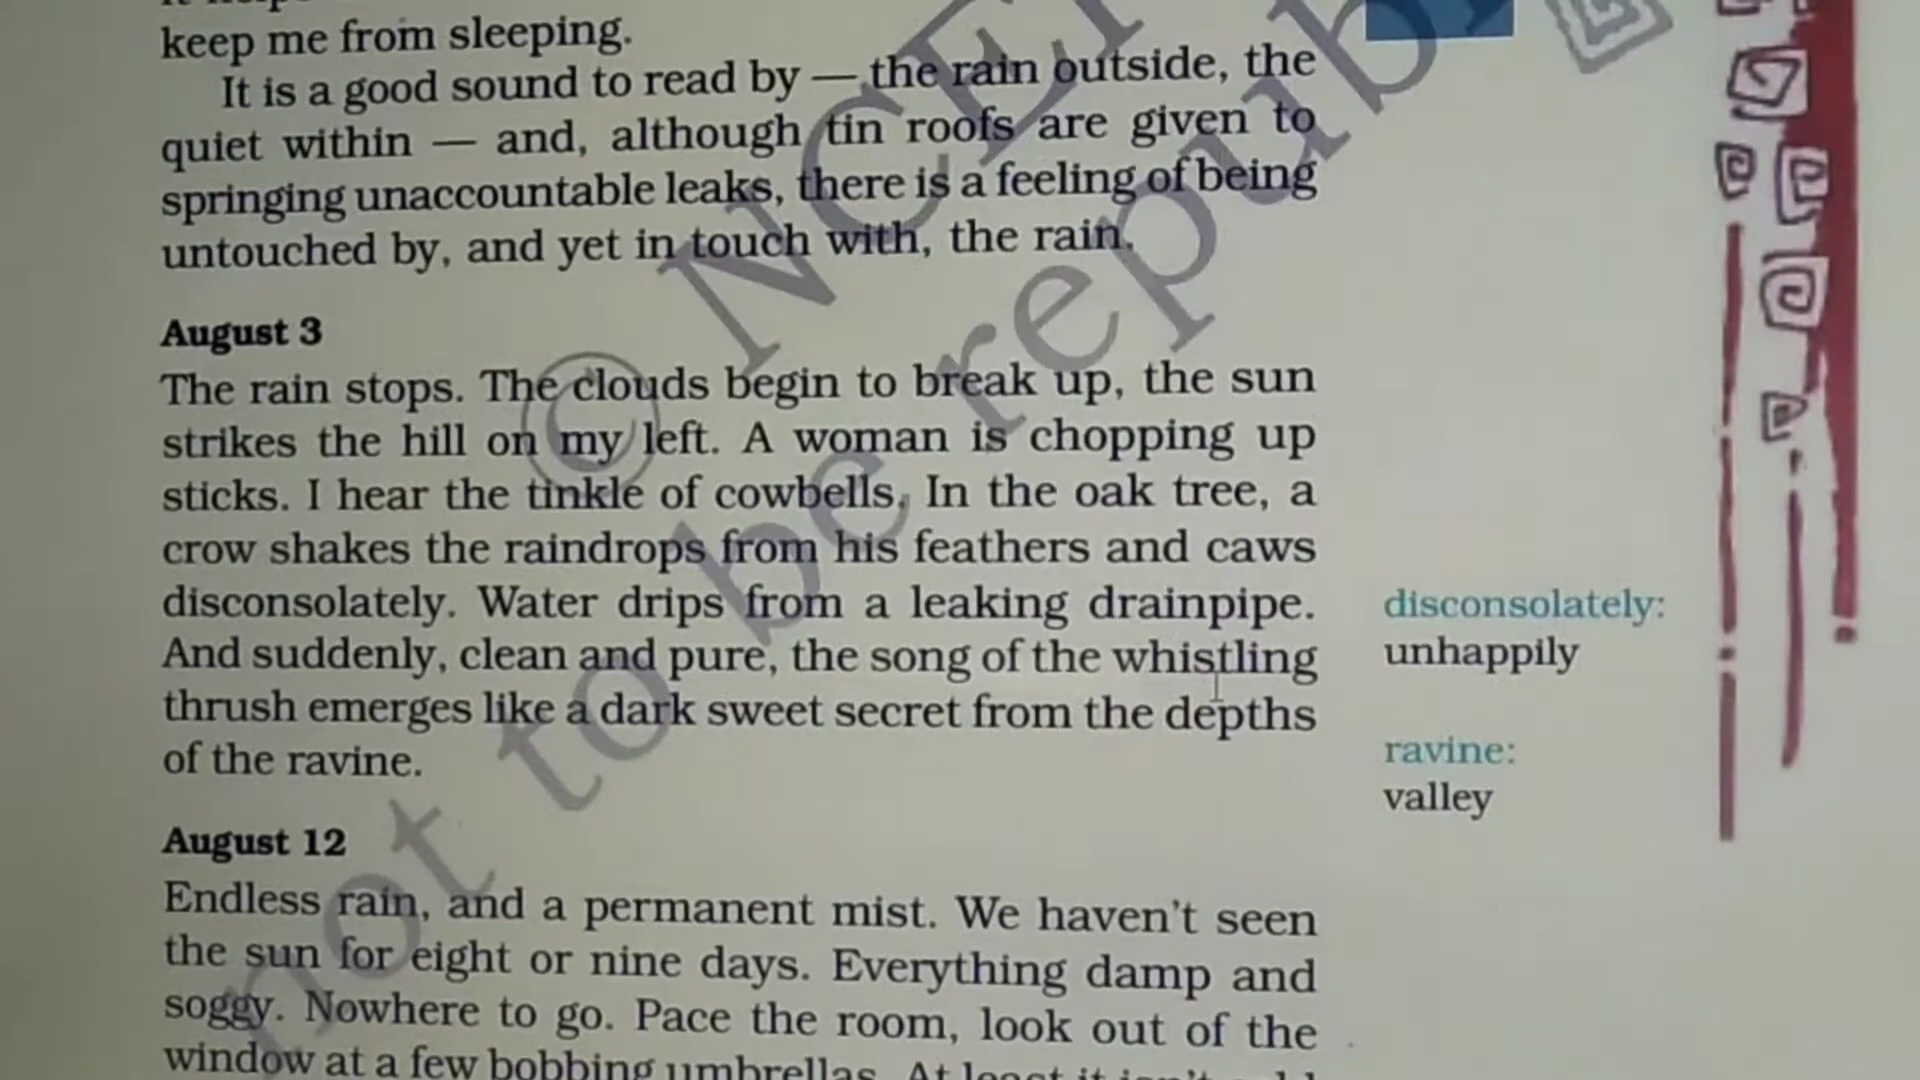 keep me from sleeping.
It is a good sound to read by — the rain outside, the
quiet within — and, although tin roofs are given to
springing unaccountable leaks, there is a feeling of being
untouched by, and yet in touch with, the rain.
August 3
The rain stops. The clouds begin to break up, the sun
strikes the hill on my left. A woman is chopping up
sticks. I hear the tinkle of cowbells. In the oak tree, a
crow shakes the raindrops from his feathers and caws
disconsolately. Water drips from a leaking drainpipe.
And suddenly, clean and pure, the song of the whistling
thrush emerges like a dark sweet secret from the depths
of the ravine.
disconsolately:
unhappily
ravine:
valley
August 12
Endless rain, and a permanent mist. We haven't seen
the sun for eight or nine days. Everything damp and
soggy. Nowhere to go. Pace the room, look out of the
window at a few bobbing umbrellas. At least it isn't
© NCE
not to be republ